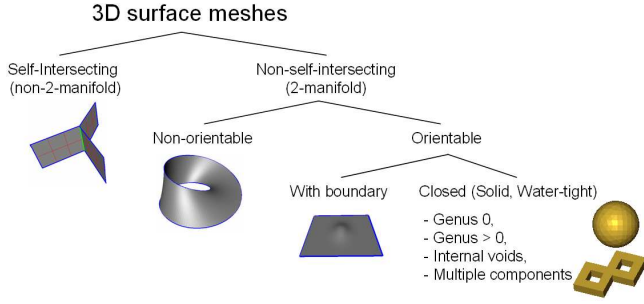 3D surface meshes
Self-Intersecting
(non-2-manifold)
Non-self-intersecting
(2-manifold)
Non-orientable
Orientable
With boundary
Closed (Solid, Water-tight)
- Genus 0,
- Genus > 0,
- Internal voids,
- Multiple components